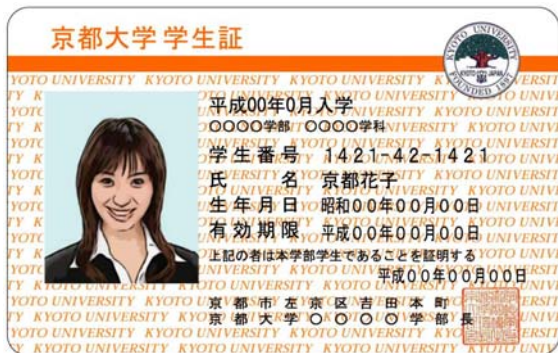 京都大学 学生証
KYOTO UNIVERSITY
FOUNDED 1897
平成00年0月入学
○○○○学部 ○○○○学科
学生番号 1421-42-1421
氏 名 京都花子
生年月日 昭和00年00月00日
有効期限 平成00年00月00日
上記の者は本学部学生であることを証明する
平成00年00月00日
京都市左京区吉田本町
京都大学○○○○学部長